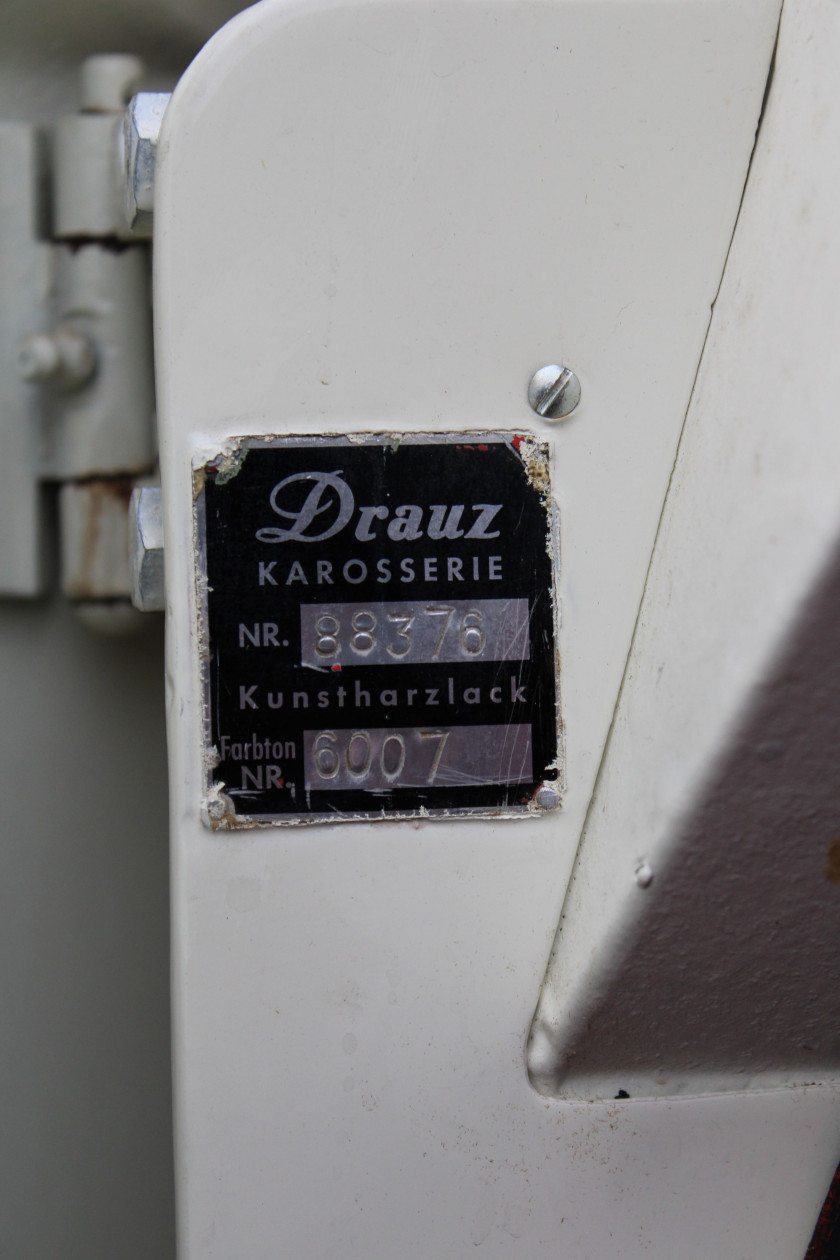 Drauz
KAROSSERIE
NR. 88376
Kunstharzlack
Farbton
NR. 6007